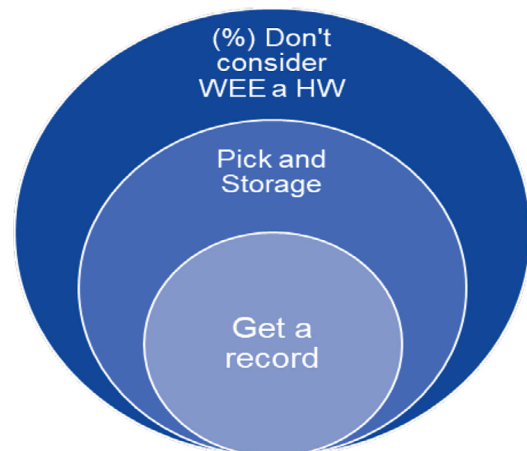 (%) Don't
consider
WEE a HW
Pick and
Storage
Get a
record